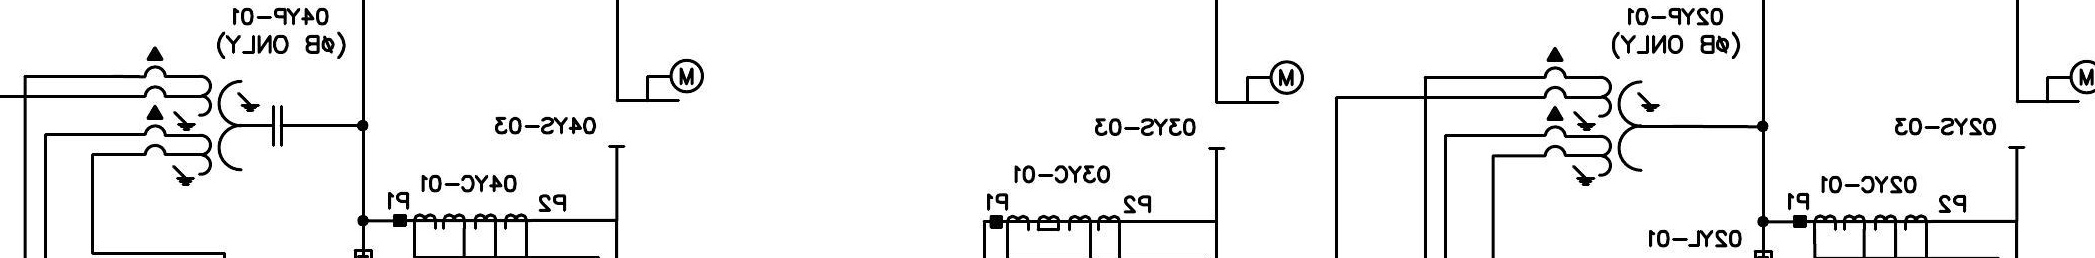 04YP-01
(ØB ONLY)
M
04YS-03
04YC-01
P1
P2
M
03YS-03
03YC-01
P1
P2
02YP-01
(ØB ONLY)
M
02YS-03
02YC-01
P1
P2
02YL-01